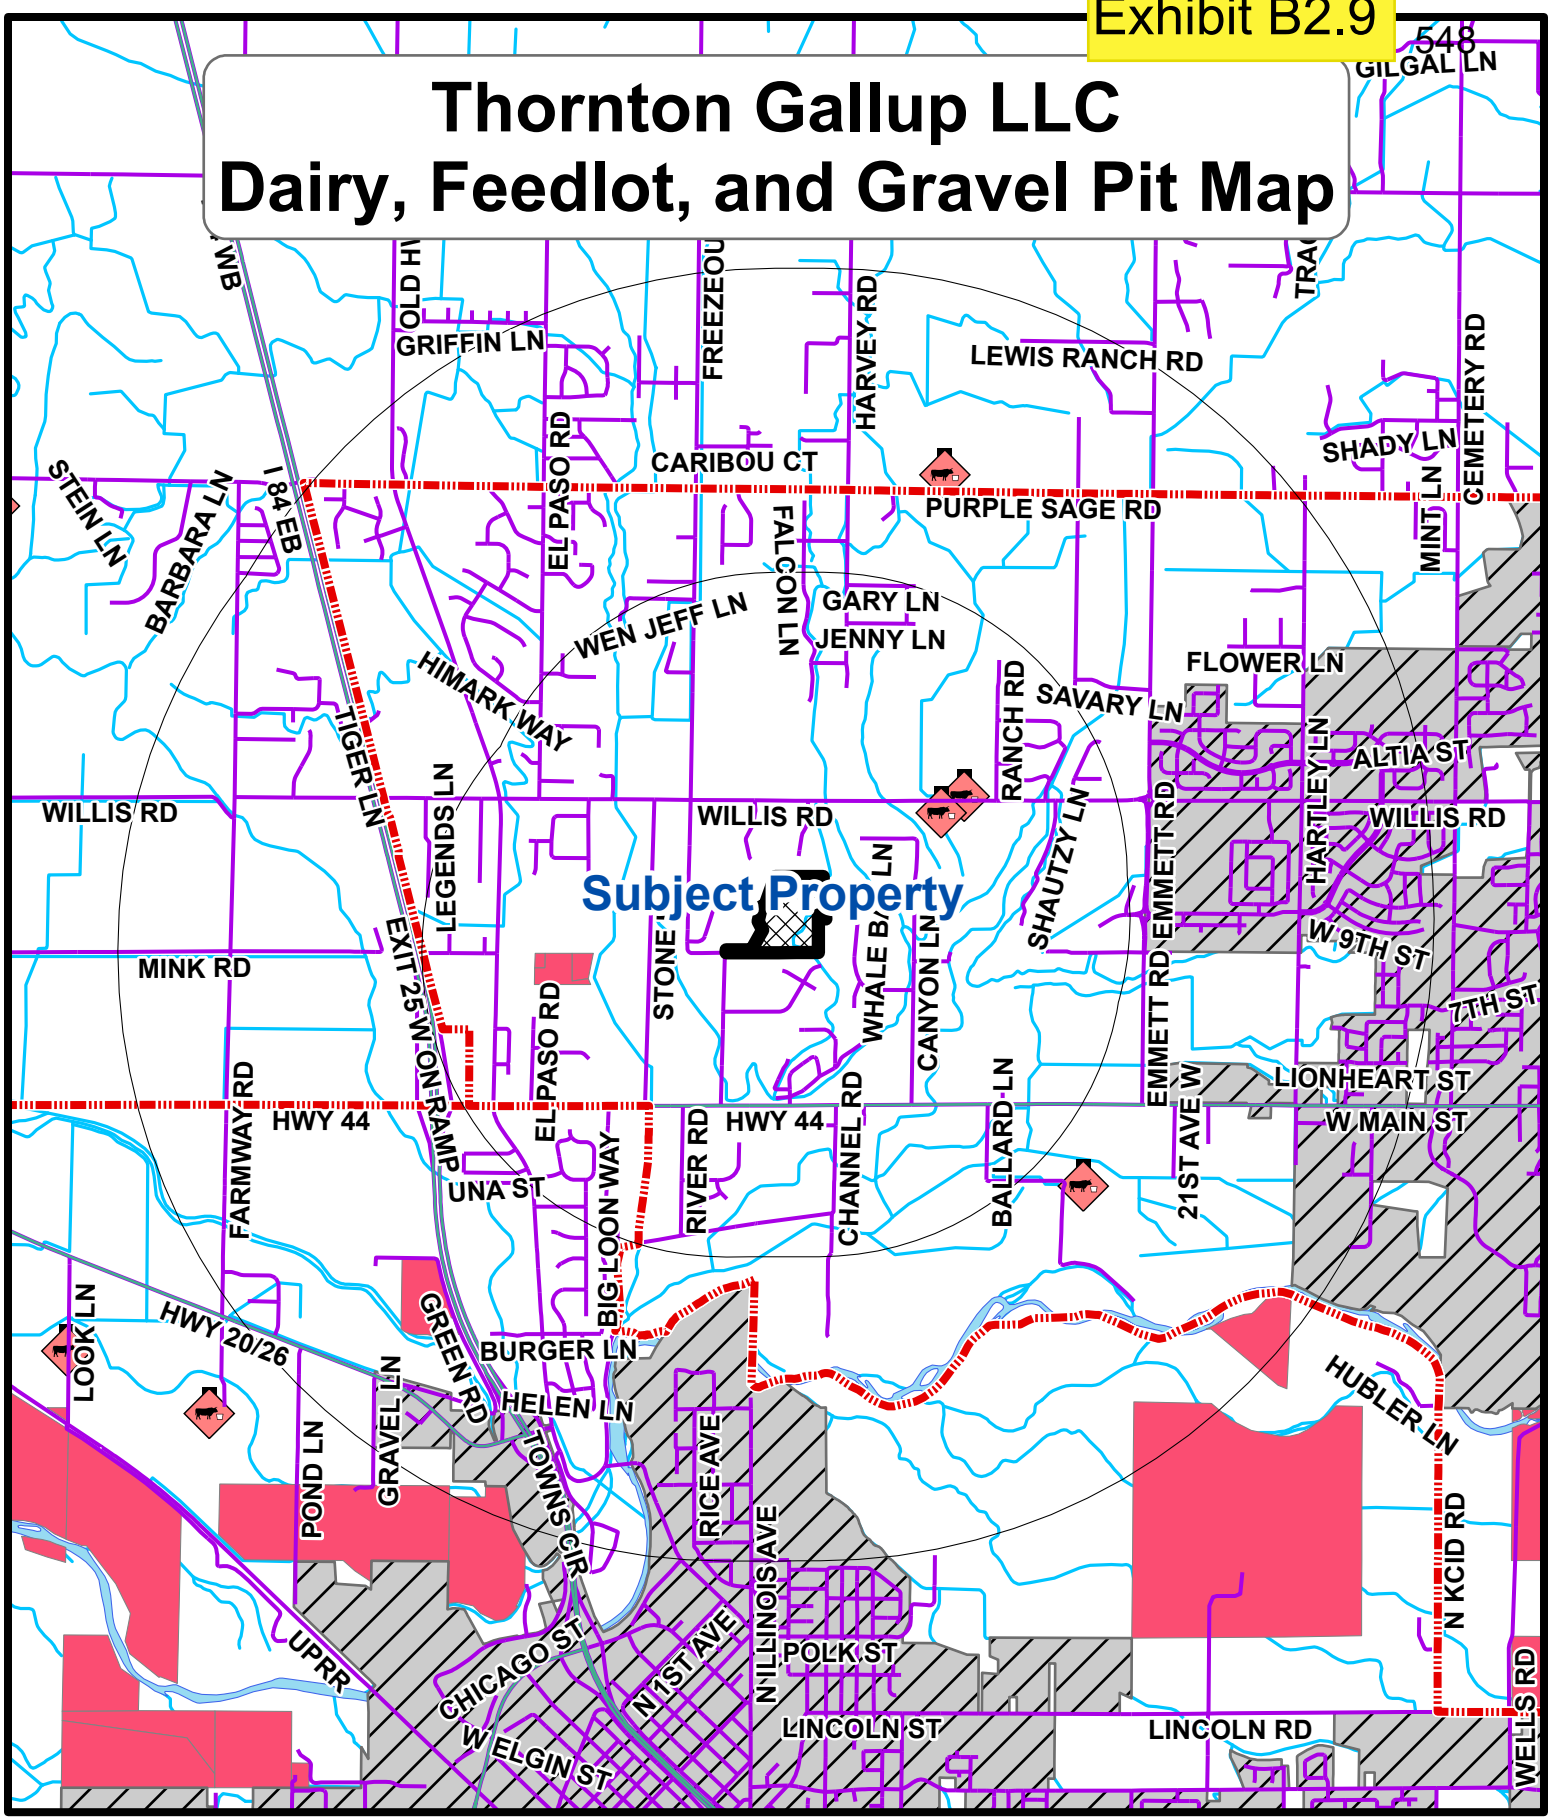 Exhibit B2.9
548
GILGAL LN
Thornton Gallup LLC
Dairy, Feedlot, and Gravel Pit Map
WB
OLD HW
FREEZEOU
HARVEY RD
TRAC
GRIFFIN LN
LEWIS RANCH RD
CEMETERY RD
EL PASO RD
SHADY LN
CARIBOU CT
STEIN LN
BARBARA LN
I 84 EB
PURPLE SAGE RD
MINT LN
FALCON LN
WEN JEFF LN
GARY LN
JENNY LN
FLOWER LN
HIMARK WAY
RANCH RD
SAVARY LN
TIGER LN
ALTIA ST
HARTLEY LN
WILLIS RD
LEGENDS LN
WILLIS RD
SHAUTZY LN
EMMETT RD
WILLIS RD
Subject Property
STONE
WHALE BA LN
CANYON LN
W 9TH ST
MINK RD
EXIT 25 W ON RAMP
EL PASO RD
EMMETT RD
7TH ST
FARMWAY RD
LIONHEART ST
HWY 44
EL PASO RD
HWY 44
W MAIN ST
UNA ST
BIG LOON WAY
RIVER RD
CHANNEL RD
BALLARD LN
21ST AVE W
LOOK LN
HWY 20/26
GREEN RD
BURGER LN
HELEN LN
HUBLER LN
POND LN
GRAVEL LN
TOWNS CIR
RICE AVE
N ILLINOIS AVE
N KCID RD
UPRR
CHICAGO ST
N 1ST AVE
POLK ST
W ELGIN ST
LINCOLN ST
LINCOLN RD
WELLS RD